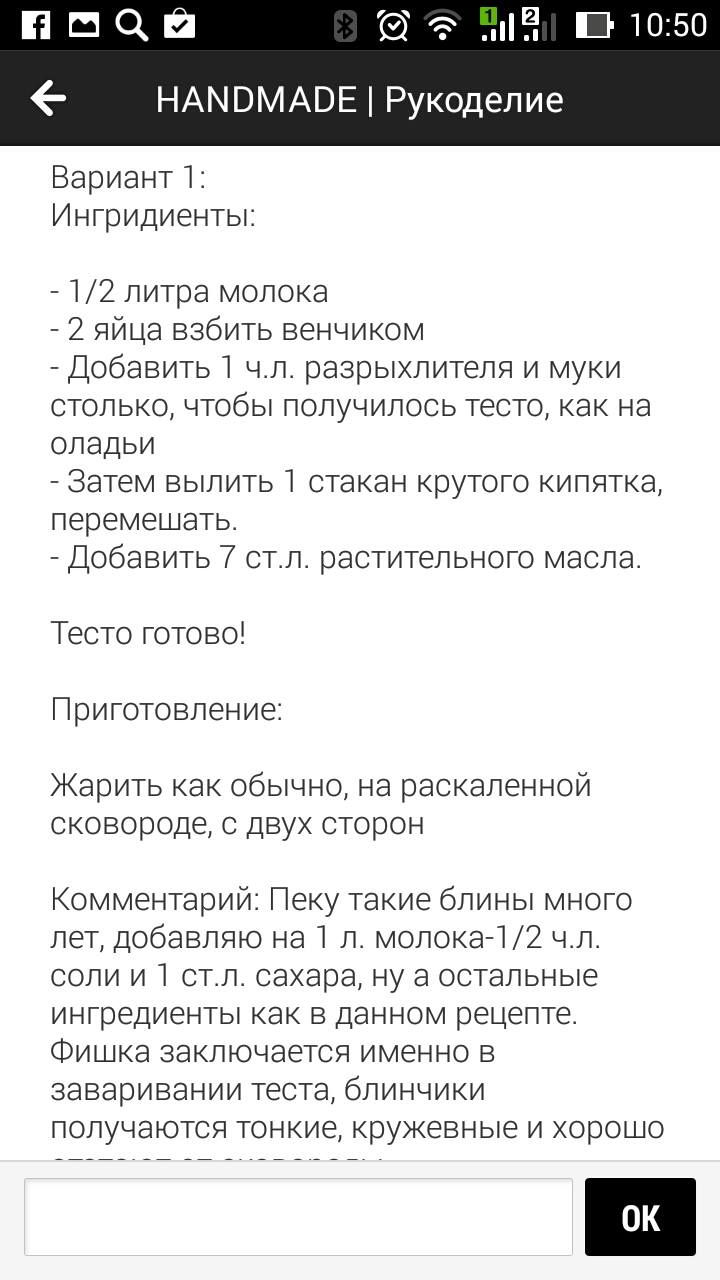 1 2 10:50
HANDMADE | Рукоделие
Вариант 1:
Ингридиенты:
- 1/2 литра молока
- 2 яйца взбить венчиком
- Добавить 1 ч.л. разрыхлителя и муки
столько, чтобы получилось тесто, как на
оладьи
- Затем вылить 1 стакан крутого кипятка,
перемешать.
- Добавить 7 ст.л. растительного масла.
Тесто готово!
Приготовление:
Жарить как обычно, на раскаленной
сковороде, с двух сторон
Комментарий: Пеку такие блины много
лет, добавляю на 1 л. молока-1/2 ч.л.
соли и 1 ст.л. сахара, ну а остальные
ингредиенты как в данном рецепте.
Фишка заключается именно в
заваривании теста, блинчики
получаются тонкие, кружевные и хорошо
OK